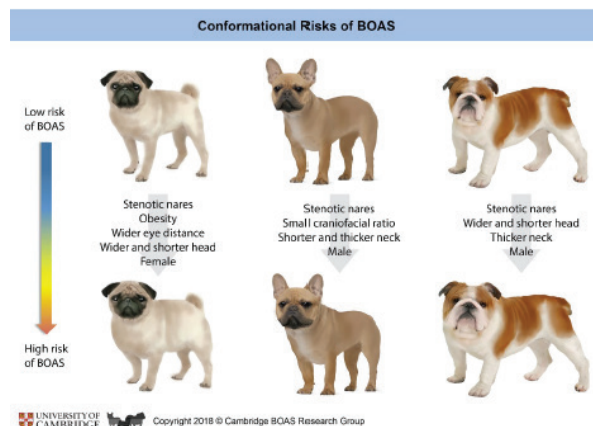 Conformational Risks of BOAS
Low risk
of BOAS
Stenotic nares
Obesity
Wider eye distance
Wider and shorter head
Female
Stenotic nares
Small craniofacial ratio
Shorter and thicker neck
Male
Stenotic nares
Wider and shorter head
Thicker neck
Male
High risk
of BOAS
UNIVERSITY OF
CAMBRIDGE
Copyright 2018 © Cambridge BOAS Research Group